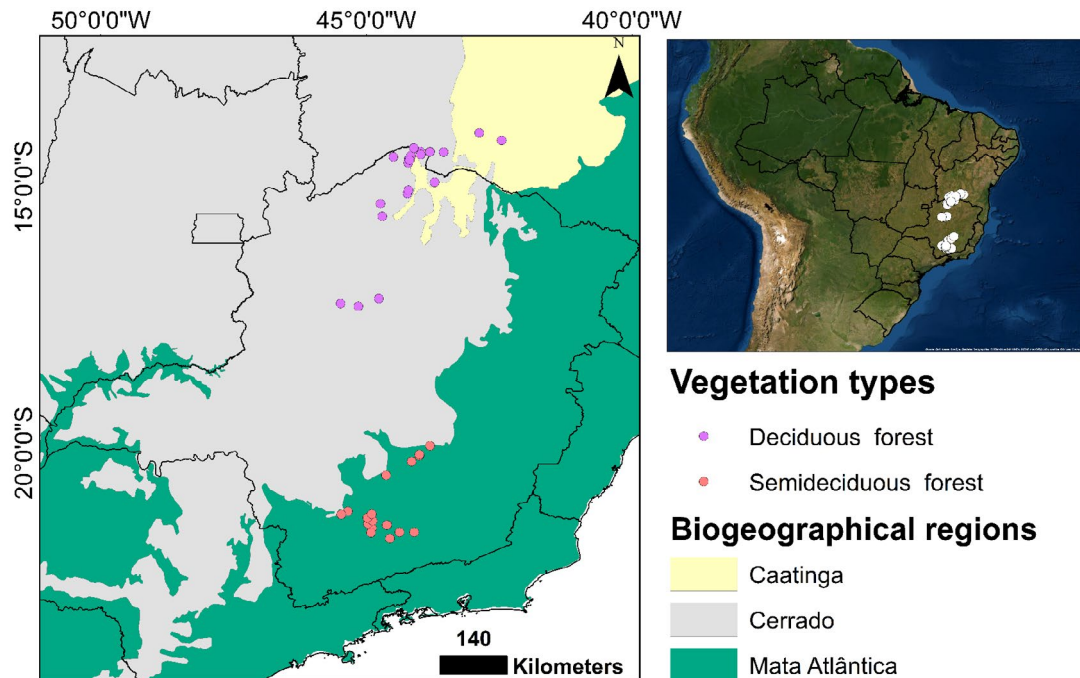 50°0'0"W 45°0'0"W 40°0'0"W
N
15°0'0"S
20°0'0"S
140
Kilometers
Vegetation types
Deciduous forest
Semideciduous forest
Biogeographical regions
Caatinga
Cerrado
Mata Atlântica